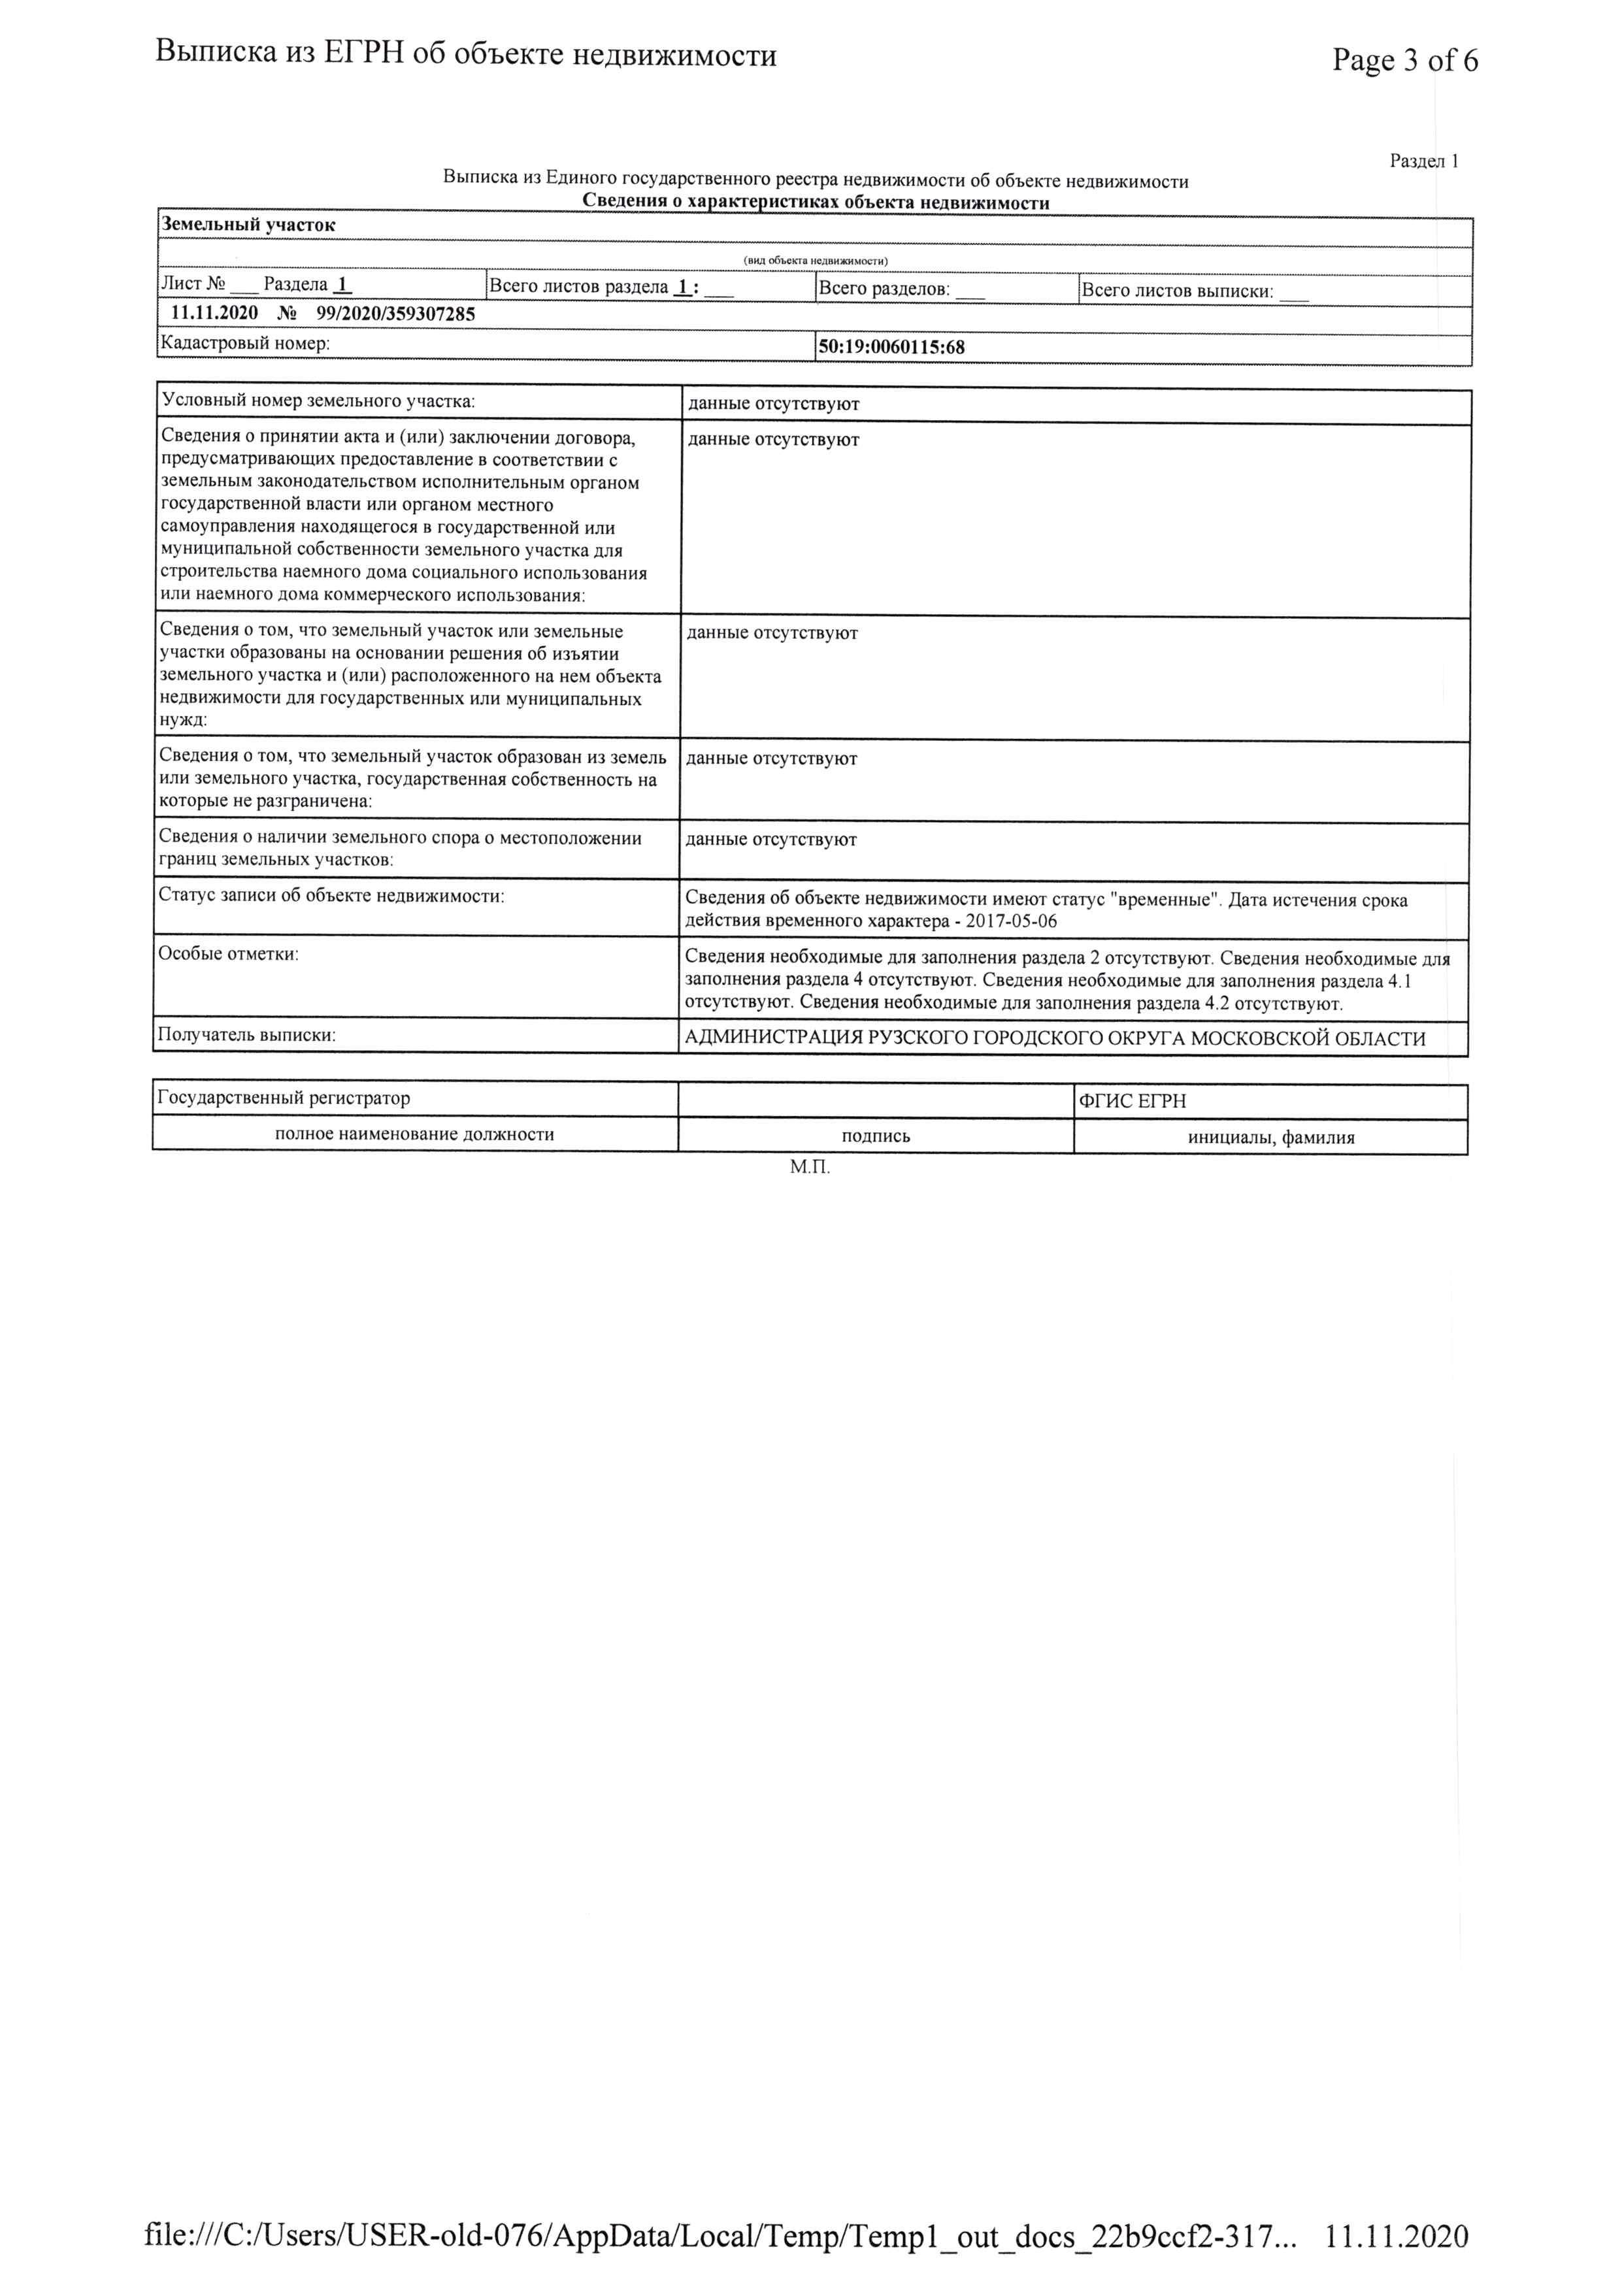 Выписка из ЕГРН об объекте недвижимости
Page 3 of 6
Раздел 1
Выписка из Единого государственного реестра недвижимости об объекте недвижимости
Сведения о характеристиках объекта недвижимости
Земельный участок
(вид объекта недвижимости)
Лист № ___ Раздела 1
Всего листов раздела 1 : ___
Всего разделов: ___
Всего листов выписки: ___
11.11.2020 № 99/2020/359307285
Кадастровый номер:
50:19:0060115:68
Условный номер земельного участка:
данные отсутствуют
Сведения о принятии акта и (или) заключении договора,
предусматривающих предоставление в соответствии с
земельным законодательством исполнительным органом
государственной власти или органом местного
самоуправления находящегося в государственной или
муниципальной собственности земельного участка для
строительства наемного дома социального использования
или наемного дома коммерческого использования:
данные отсутствуют
Сведения о том, что земельный участок или земельные
участки образованы на основании решения об изъятии
земельного участка и (или) расположенного на нем объекта
недвижимости для государственных или муниципальных
нужд:
данные отсутствуют
Сведения о том, что земельный участок образован из земель
или земельного участка, государственная собственность на
которые не разграничена:
данные отсутствуют
Сведения о наличии земельного спора о местоположении
границ земельных участков:
данные отсутствуют
Статус записи об объекте недвижимости:
Сведения об объекте недвижимости имеют статус "временные". Дата истечения срока
действия временного характера - 2017-05-06
Особые отметки:
Сведения необходимые для заполнения раздела 2 отсутствуют. Сведения необходимые для
заполнения раздела 4 отсутствуют. Сведения необходимые для заполнения раздела 4.1
отсутствуют. Сведения необходимые для заполнения раздела 4.2 отсутствуют.
Получатель выписки:
АДМИНИСТРАЦИЯ РУЗСКОГО ГОРОДСКОГО ОКРУГА МОСКОВСКОЙ ОБЛАСТИ
Государственный регистратор
ФГИС ЕГРН
полное наименование должности
подпись
инициалы, фамилия
М.П.
file:///C:/Users/USER-old-076/AppData/Local/Temp/Temp1_out_docs_22b9ccf2-317...
11.11.2020